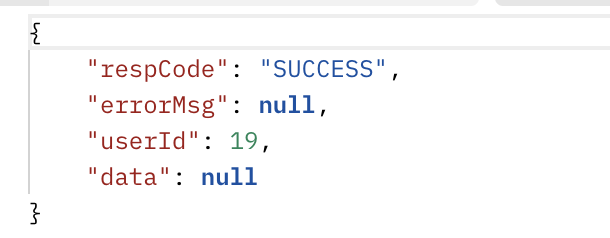 {
    "respCode": "SUCCESS",
    "errorMsg": null,
    "userId": 19,
    "data": null
}